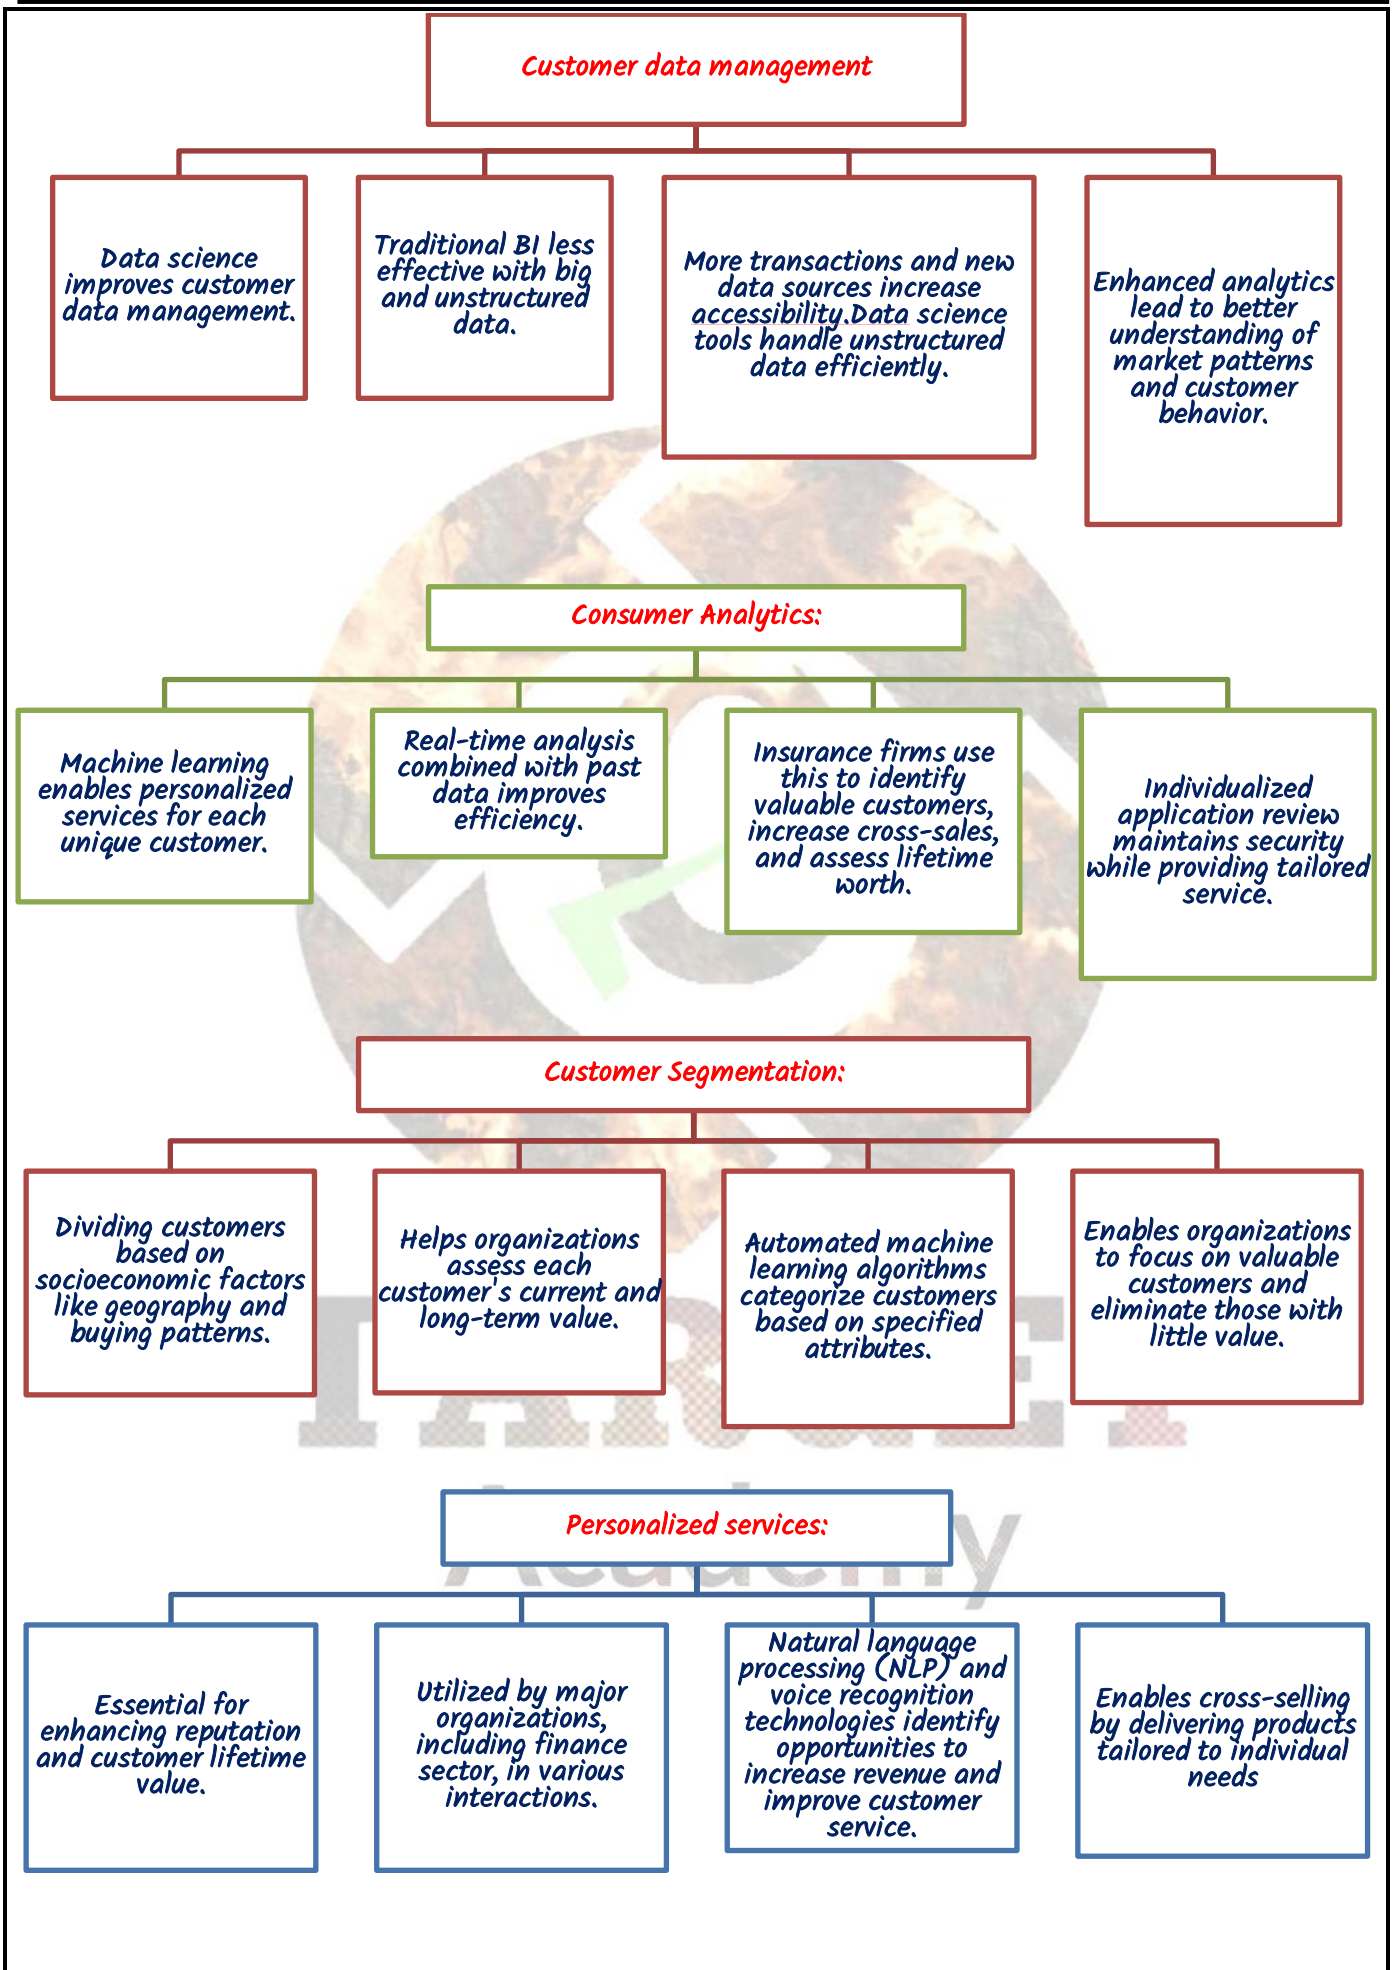 Customer data management
Data science
improves customer
data management.
Traditional BI less
effective with big
and unstructured
data.
More transactions and new
data sources increase
accessibility.Data science
tools handle unstructured
data efficiently.
Enhanced analytics
lead to better
understanding of
market patterns
and customer
behavior.
Consumer Analytics:
Machine learning
enables personalized
services for each
unique customer.
Real-time analysis
combined with past
data improves
efficiency.
Insurance firms use
this to identify
valuable customers,
increase cross-sales,
and assess lifetime
worth.
Individualized
application review
maintains security
while providing tailored
service.
Customer Segmentation:
Dividing customers
based on
socioeconomic factors
like geography and
buying patterns.
Helps organizations
assess each
customer's current and
long-term value.
Automated machine
learning algorithms
categorize customers
based on specified
attributes.
Enables organizations
to focus on valuable
customers and
eliminate those with
little value.
TARGET
Academy
Personalized services:
Essential for
enhancing reputation
and customer lifetime
value.
Utilized by major
organizations,
including finance
sector, in various
interactions.
Natural language
processing (NLP) and
voice recognition
technologies identify
opportunities to
increase revenue and
improve customer
service.
Enables cross-selling
by delivering products
tailored to individual
needs